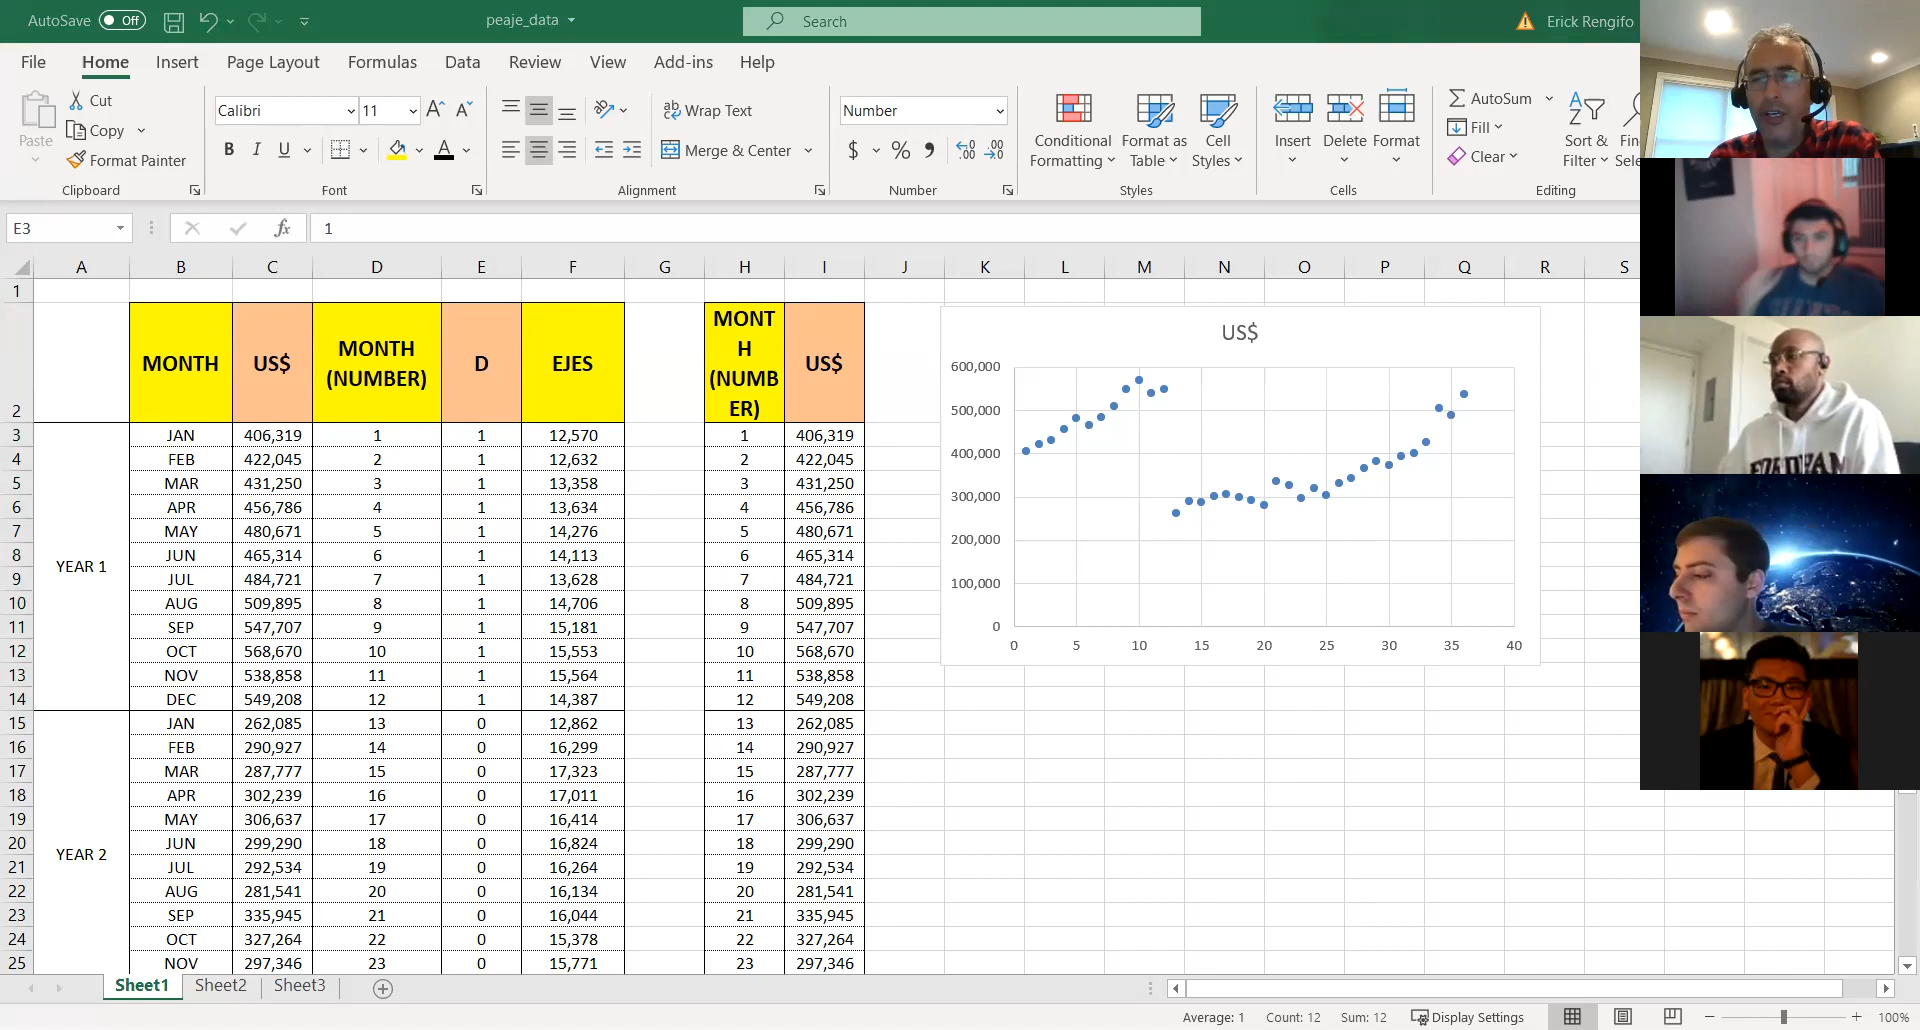 AutoSave Off peaje_data Search Erick Rengifo
File Home Insert Page Layout Formulas Data Review View Add-ins Help
Cut
Copy
Format Painter
Paste
Clipboard
Calibri 11
B I U A
Font
Wrap Text
Merge & Center
Alignment
Number
$ % 9 .00 .00
Number
Conditional Formatting
Format as Table
Cell Styles
Styles
Insert Delete Format
Cells
AutoSum
Fill
Clear
Sort & Filter
Editing
E3 fx 1
A B C D E F G H I J K L M N O P Q R S
1
2 MONTH US$ MONTH (NUMBER) D EJES MONTH (NUMBER) US$
3 JAN 406,319 1 1 12,570 1 406,319
4 FEB 422,045 2 1 12,632 2 422,045
5 MAR 431,250 3 1 13,358 3 431,250
6 APR 456,786 4 1 13,634 4 456,786
7 MAY 480,671 5 1 14,276 5 480,671
8 JUN 465,314 6 1 14,113 6 465,314
YEAR 1
9 JUL 484,721 7 1 13,628 7 484,721
10 AUG 509,895 8 1 14,706 8 509,895
11 SEP 547,707 9 1 15,181 9 547,707
12 OCT 568,670 10 1 15,553 10 568,670
13 NOV 538,858 11 1 15,564 11 538,858
14 DEC 549,208 12 1 14,387 12 549,208
15 JAN 262,085 13 0 12,862 13 262,085
16 FEB 290,927 14 0 16,299 14 290,927
17 MAR 287,777 15 0 17,323 15 287,777
18 APR 302,239 16 0 17,011 16 302,239
19 MAY 306,637 17 0 16,414 17 306,637
20 JUN 299,290 18 0 16,824 18 299,290
YEAR 2
21 JUL 292,534 19 0 16,264 19 292,534
22 AUG 281,541 20 0 16,134 20 281,541
23 SEP 335,945 21 0 16,044 21 335,945
24 OCT 327,264 22 0 15,378 22 327,264
25 NOV 297,346 23 0 15,771 23 297,346
US$
600,000
500,000
400,000
300,000
200,000
100,000
0
0 5 10 15 20 25 30 35 40
Sheet1 Sheet2 Sheet3
Average: 1 Count: 12 Sum: 12 Display Settings 100%